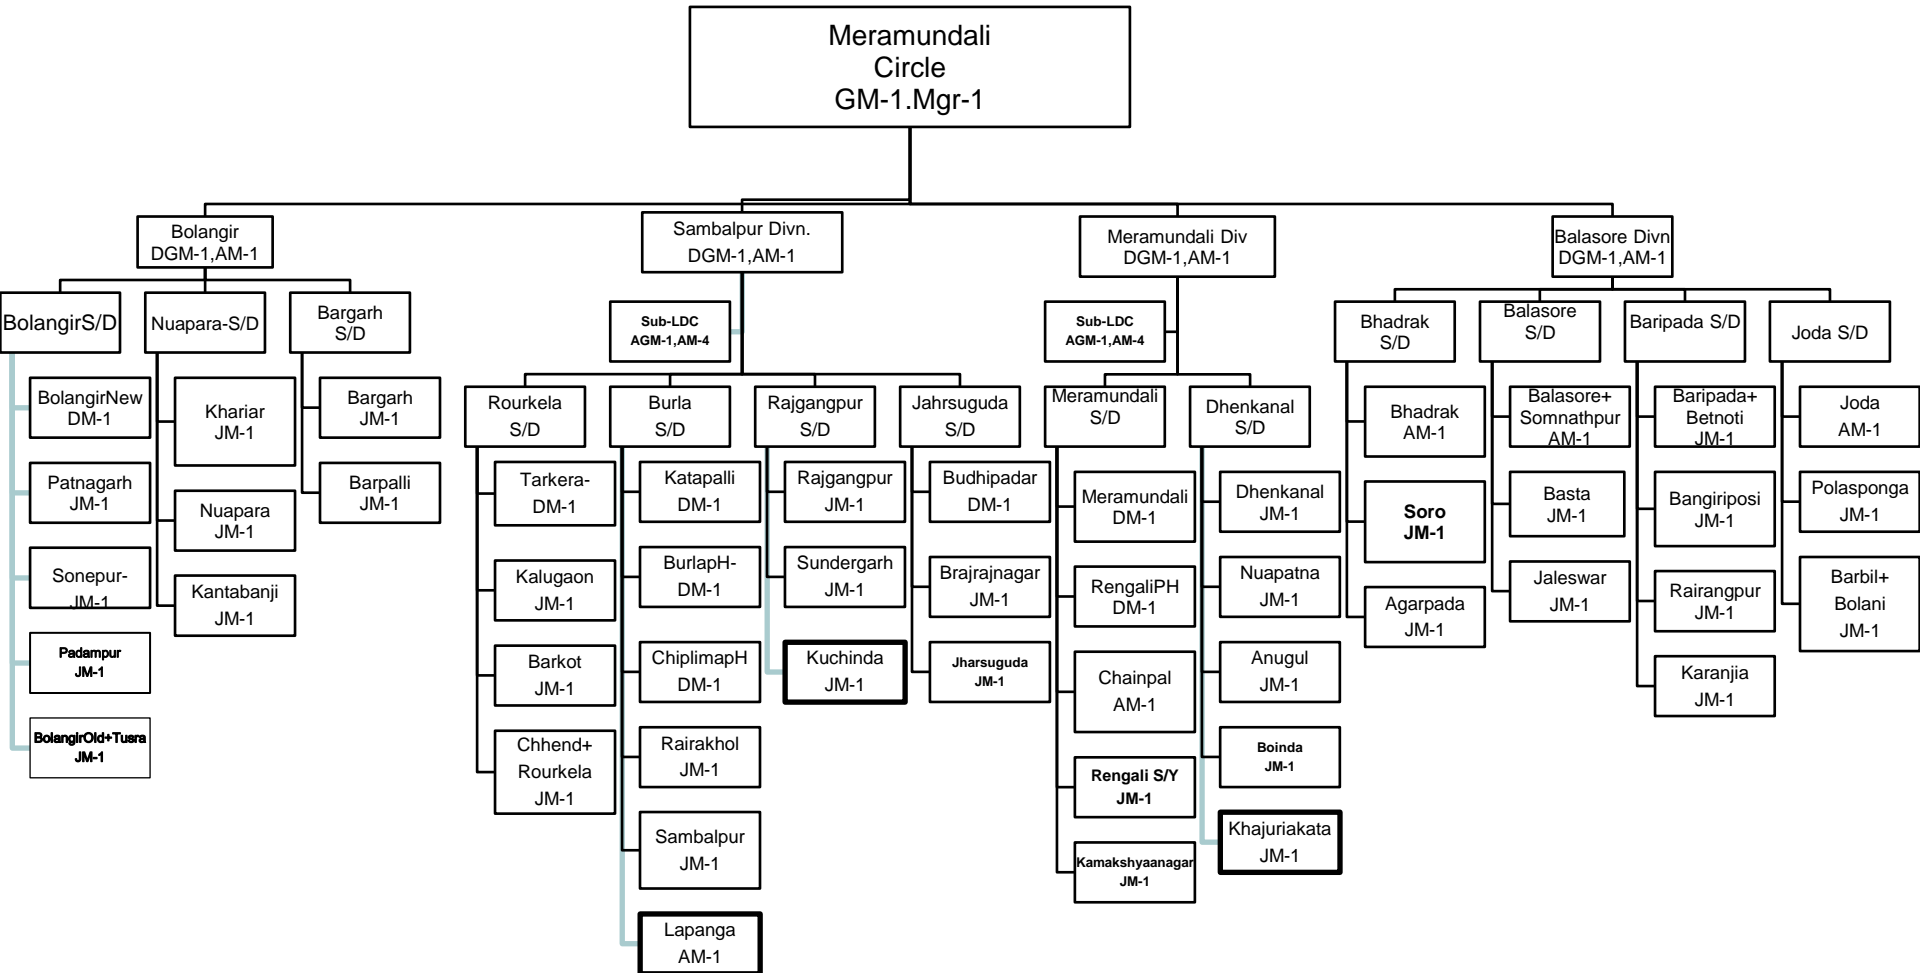 Meramundali
Circle
GM-1.Mgr-1
Bolangir
DGM-1,AM-1
Sambalpur Divn.
DGM-1,AM-1
Meramundali Div
DGM-1,AM-1
Balasore Divn
DGM-1,AM-1
BolangirS/D
Nuapara-S/D
Bargarh
S/D
BolangirNew
DM-1
Patnagarh
JM-1
Sonepur-
JM-1
Padampur
JM-1
BolangirOld+Tusra
JM-1
Khariar
JM-1
Nuapara
JM-1
Kantabanji
JM-1
Bargarh
JM-1
Barpalli
JM-1
Sub-LDC
AGM-1,AM-4
Rourkela
S/D
Burla
S/D
Rajgangpur
S/D
Jahrsuguda
S/D
Tarkera-
DM-1
Kalugaon
JM-1
Barkot
JM-1
Chhend+
Rourkela
JM-1
Katapalli
DM-1
BurlapH-
DM-1
ChiplimapH
DM-1
Rairakhol
JM-1
Sambalpur
JM-1
Lapanga
AM-1
Rajgangpur
JM-1
Sundergarh
JM-1
Kuchinda
JM-1
Budhipadar
DM-1
Brajrajnagar
JM-1
Jharsuguda
JM-1
Sub-LDC
AGM-1,AM-4
Meramundali
S/D
Dhenkanal
S/D
Meramundali
DM-1
RengaliPH
DM-1
Chainpal
AM-1
Rengali S/Y
JM-1
Kamakshyaanagar
JM-1
Dhenkanal
JM-1
Nuapatna
JM-1
Anugul
JM-1
Boinda
JM-1
Khajuriakata
JM-1
Bhadrak
S/D
Balasore
S/D
Baripada S/D
Joda S/D
Bhadrak
AM-1
Soro
JM-1
Agarpada
JM-1
Balasore+
Somnathpur
AM-1
Basta
JM-1
Jaleswar
JM-1
Baripada+
Betnoti
JM-1
Bangiriposi
JM-1
Rairangpur
JM-1
Karanjia
JM-1
Joda
AM-1
Polasponga
JM-1
Barbil+
Bolani
JM-1